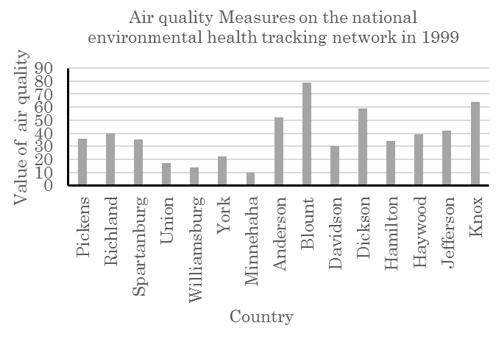 Air quality Measures on the national
environmental health tracking network in 1999
Value of air quality
90
80
70
60
50
40
30
20
10
0
Pickens
Richland
Spartanburg
Union
Williamsburg
York
Minnehaha
Anderson
Blount
Davidson
Dickson
Hamilton
Haywood
Jefferson
Knox
Country